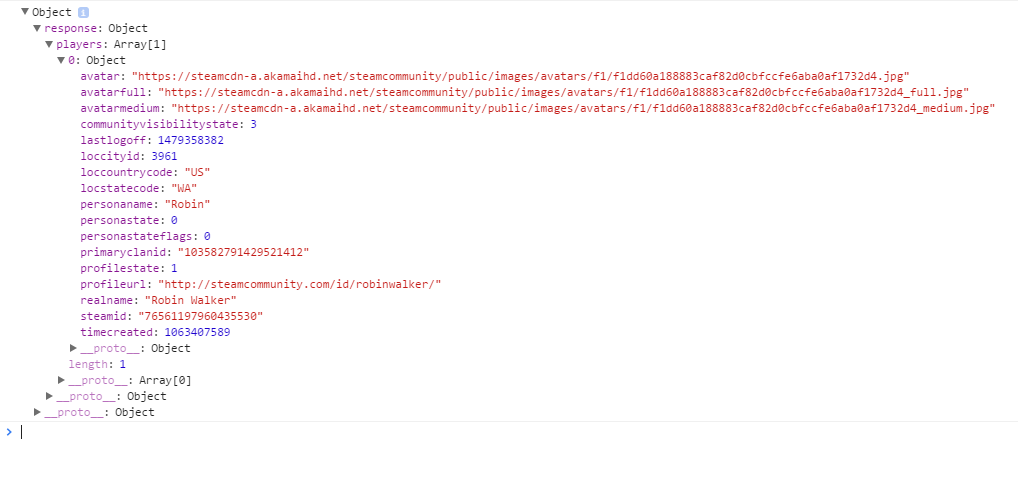 Object i
response: Object
players: Array[1]
0: Object
avatar: "https://steamcdn-a.akamaihd.net/steamcommunity/public/images/avatars/f1/f1dd60a188883caf82d0cbfccfe6aba0af1732d4.jpg"
avatarfull: "https://steamcdn-a.akamaihd.net/steamcommunity/public/images/avatars/f1/f1dd60a188883caf82d0cbfccfe6aba0af1732d4_full.jpg"
avatarmedium: "https://steamcdn-a.akamaihd.net/steamcommunity/public/images/avatars/f1/f1dd60a188883caf82d0cbfccfe6aba0af1732d4_medium.jpg"
communityvisibilitystate: 3
lastlogoff: 1479358382
loccityid: 3961
loccountrycode: "US"
locstatecode: "WA"
personaname: "Robin"
personastate: 0
personastateflags: 0
primaryclanid: "103582791429521412"
profilestate: 1
profileurl: "http://steamcommunity.com/id/robinwalker/"
realname: "Robin Walker"
steamid: "76561197960435530"
timecreated: 1063407589
__proto__: Object
length: 1
__proto__: Array[0]
__proto__: Object
__proto__: Object